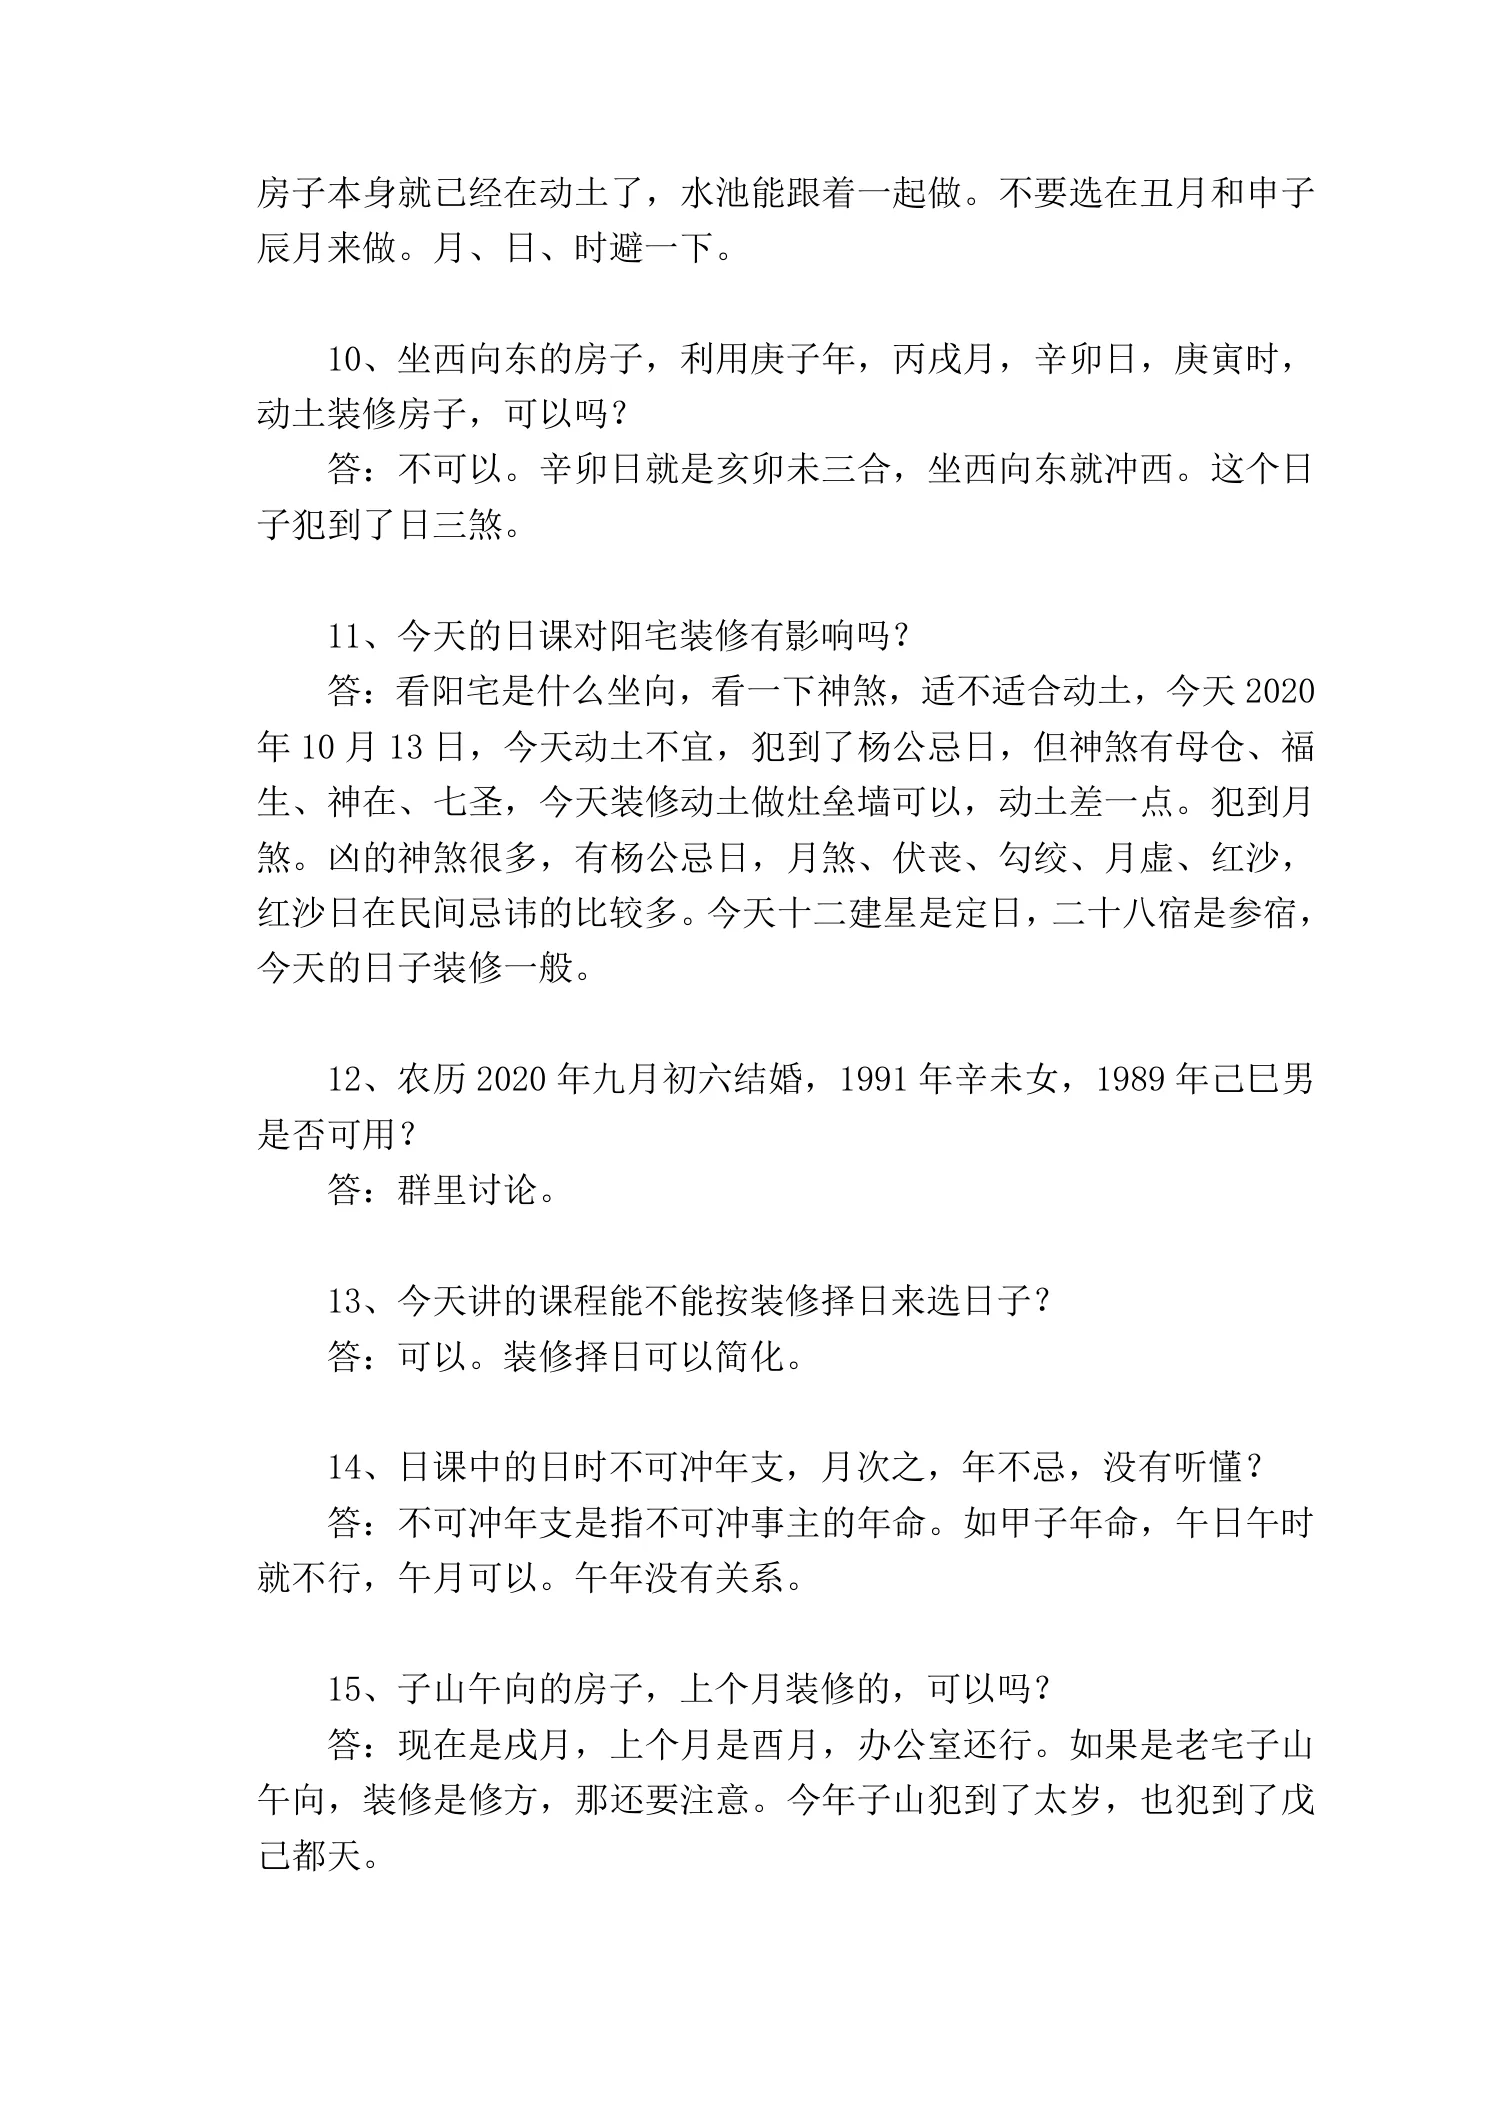 房子本身就已经在动土了，水池能跟着一起做。不要选在丑月和申子
辰月来做。月、日、时避一下。
10、坐西向东的房子，利用庚子年，丙戌月，辛卯日，庚寅时，
动土装修房子，可以吗？
答：不可以。辛卯日就是亥卯未三合，坐西向东就冲西。这个日
子犯到了日三煞。
11、今天的日课对阳宅装修有影响吗？
答：看阳宅是什么坐向，看一下神煞，适不适合动土，今天 2020
年 10 月 13 日，今天动土不宜，犯到了杨公忌日，但神煞有母仓、福
生、神在、七圣，今天装修动土做灶垒墙可以，动土差一点。犯到月
煞。凶的神煞很多，有杨公忌日，月煞、伏丧、勾绞、月虚、红沙，
红沙日在民间忌讳的比较多。今天十二建星是定日，二十八宿是参宿，
今天的日子装修一般。
12、农历 2020 年九月初六结婚，1991 年辛未女，1989 年己巳男
是否可用？
答：群里讨论。
13、今天讲的课程能不能按装修择日来选日子？
答：可以。装修择日可以简化。
14、日课中的日时不可冲年支，月次之，年不忌，没有听懂？
答：不可冲年支是指不可冲事主的年命。如甲子年命，午日午时
就不行，午月可以。午年没有关系。
15、子山午向的房子，上个月装修的，可以吗？
答：现在是戌月，上个月是酉月，办公室还行。如果是老宅子山
午向，装修是修方，那还要注意。今年子山犯到了太岁，也犯到了戊
己都天。